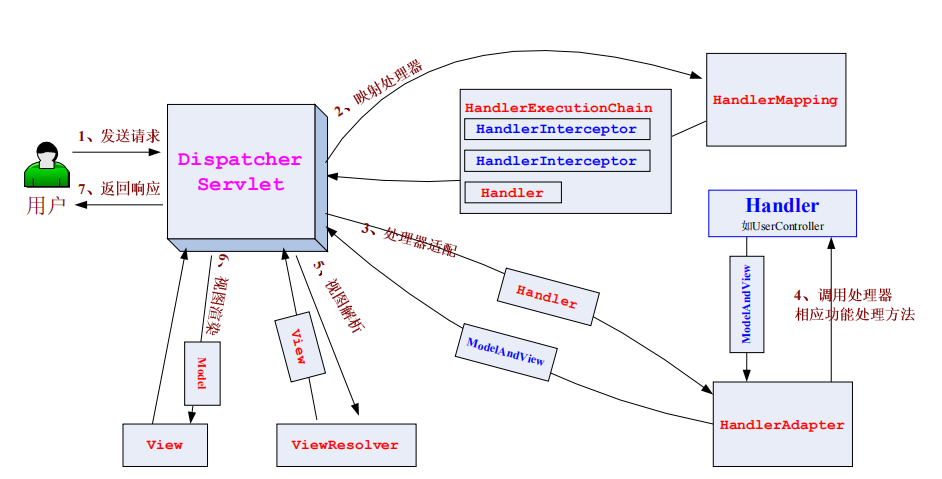 1、发送请求
7、返回响应
用户
Dispatcher
Servlet
2、映射处理器
HandlerExecutionChain
HandlerInterceptor
HandlerInterceptor
Handler
HandlerMapping
3、处理器适配
Handler
ModelAndView
Handler
如UserController
ModelAndView
4、调用处理器
相应功能处理方法
HandlerAdapter
5、视图解析
View
ViewResolver
6、视图渲染
Model
View